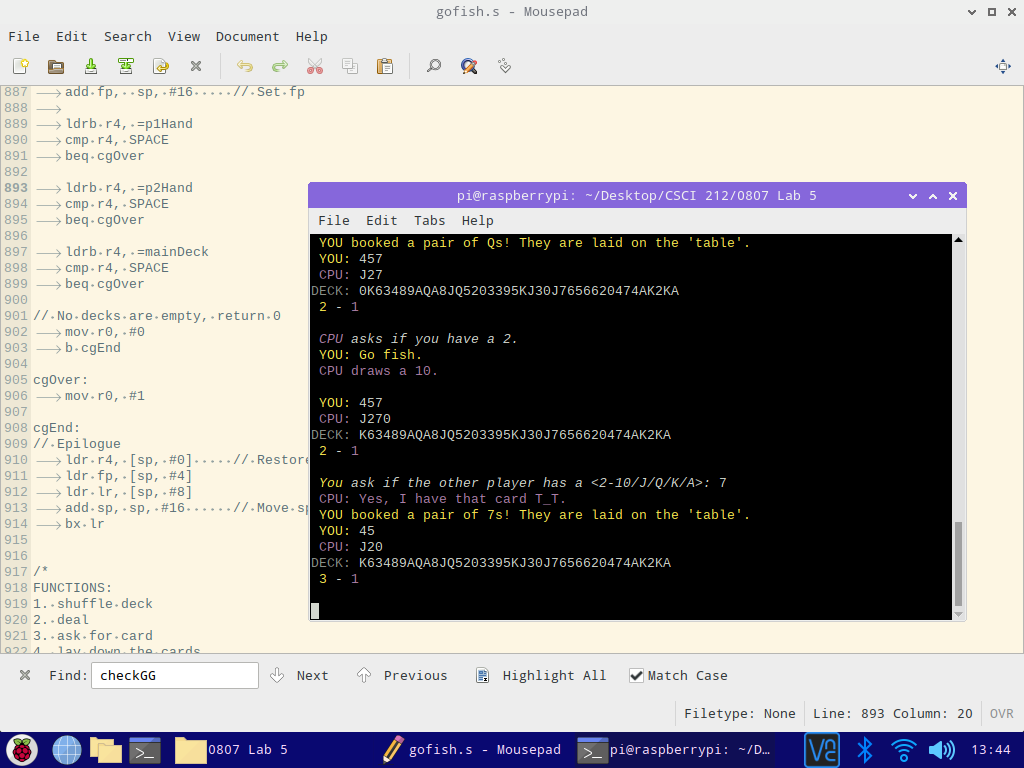 gofish.s - Mousepad
File Edit Search View Document Help
887 add fp, sp, #16 // Set fp
888
889 ldrb r4, =p1Hand
890 cmp r4, SPACE
891 beq cgOver
892
893 ldrb r4, =p2Hand
894 cmp r4, SPACE
895 beq cgOver
896
897 ldrb r4, =mainDeck
898 cmp r4, SPACE
899 beq cgOver
900
901 // No decks are empty, return 0
902 mov r0, #0
903 b cgEnd
904
905 cgOver:
906 mov r0, #1
907
908 cgEnd:
909 // Epilogue
910 ldr r4, [sp, #0] // Restore
911 ldr fp, [sp, #4]
912 ldr lr, [sp, #8]
913 add sp, sp, #16 // Move sp
914 bx lr
915
916
917 /*
918 FUNCTIONS:
919 1. shuffle deck
920 2. deal
921 3. ask for card
922 4. lay down the cards
pi@raspberrypi: ~/Desktop/CSCI 212/0807 Lab 5
File Edit Tabs Help
YOU booked a pair of Qs! They are laid on the 'table'.
YOU: 457
CPU: J27
DECK: 0K63489AQA8JQ5203395KJ30J7656620474AK2KA
2 - 1
CPU asks if you have a 2.
YOU: Go fish.
CPU draws a 10.
YOU: 457
CPU: J270
DECK: K63489AQA8JQ5203395KJ30J7656620474AK2KA
2 - 1
You ask if the other player has a <2-10/J/Q/K/A>: 7
CPU: Yes, I have that card T_T.
YOU booked a pair of 7s! They are laid on the 'table'.
YOU: 45
CPU: J20
DECK: K63489AQA8JQ5203395KJ30J7656620474AK2KA
3 - 1
Find: checkGG Next Previous Highlight All Match Case
Filetype: None Line: 893 Column: 20 OVR
0807 Lab 5 gofish.s - Mousepad pi@raspberrypi: ~/D... 13:44